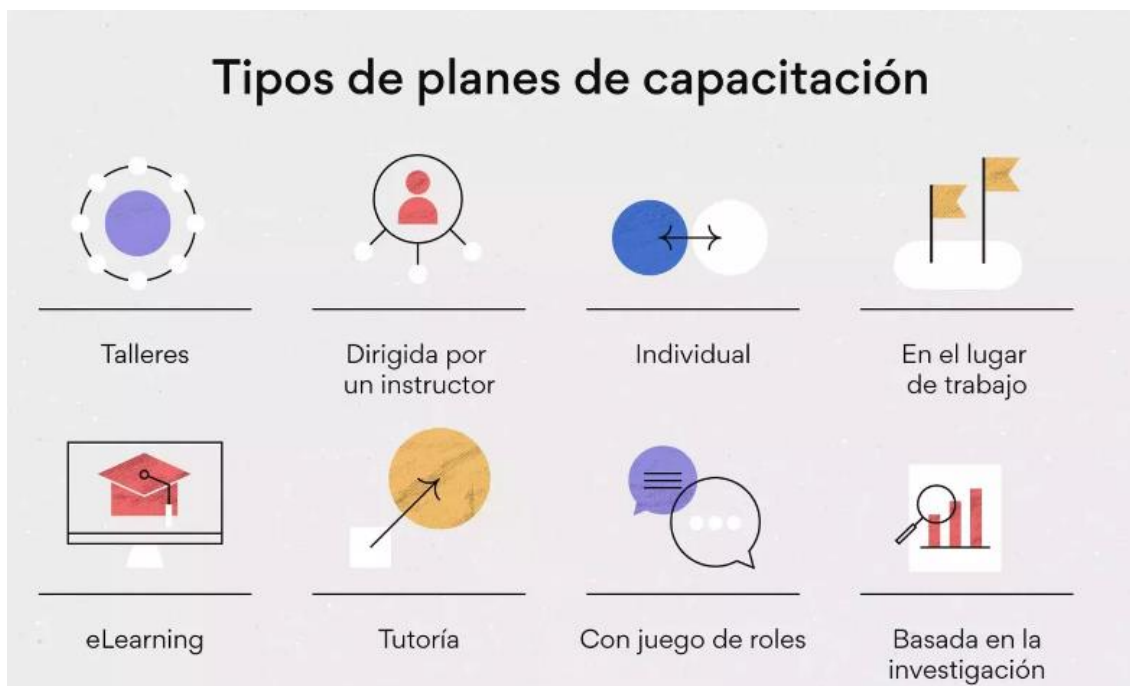 Tipos de planes de capacitación
Talleres
Dirigida por
un instructor
Individual
En el lugar
de trabajo
eLearning
Tutoría
Con juego de roles
Basada en la
investigación